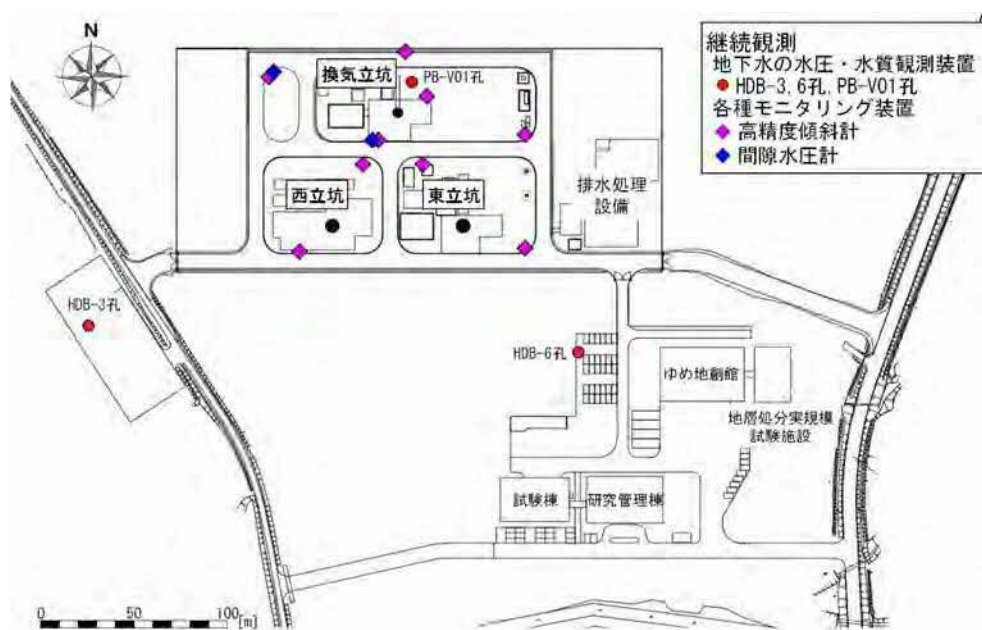 N
継続観測
地下水の水圧・水質観測装置
HDB-3, 6孔, PB-V01孔
各種モニタリング装置
高精度傾斜計
間隙水圧計
換気立坑
PB-V01孔
西立坑
東立坑
排水処理
設備
HDB-3孔
HDB-6孔
ゆめ地創館
地層処分実規模
試験施設
試験棟
研究管理棟
0 50 100[m]